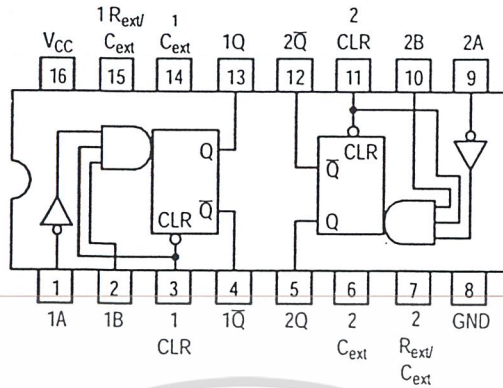 1 Rext/ 1 2
VCC Cext Cext 1Q 2Q̅ CLR 2B 2A
16 15 14 13 12 11 10 9
Q CLR
Q̅
Q̅ Q
CLR
1 2 3 4 5 6 7 8
1A 1B 1 1Q̅ 2Q 2 2 GND
CLR Cext Rext/
Cext